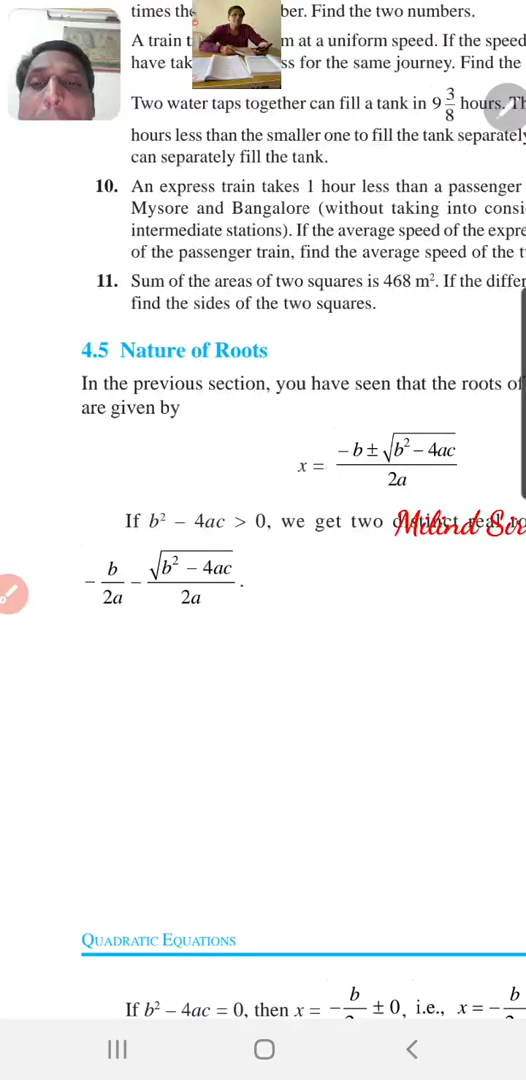 times the ber. Find the two numbers.
A train t m at a uniform speed. If the speed
have tak ss for the same journey. Find the
Two water taps together can fill a tank in 9 3/8 hours. Th
hours less than the smaller one to fill the tank separately
can separately fill the tank.
10. An express train takes 1 hour less than a passenger
Mysore and Bangalore (without taking into consi
intermediate stations). If the average speed of the expre
of the passenger train, find the average speed of the t
11. Sum of the areas of two squares is 468 m². If the differ
find the sides of the two squares.
4.5 Nature of Roots
In the previous section, you have seen that the roots of
are given by
x = (– b ± √(b² – 4ac)) / 2a
If b² – 4ac > 0, we get two distinct real ro
Milind Sir
– b/2a – √(b² – 4ac)/2a .
QUADRATIC EQUATIONS
If b² – 4ac = 0, then x = – b ± 0, i.e., x = – b